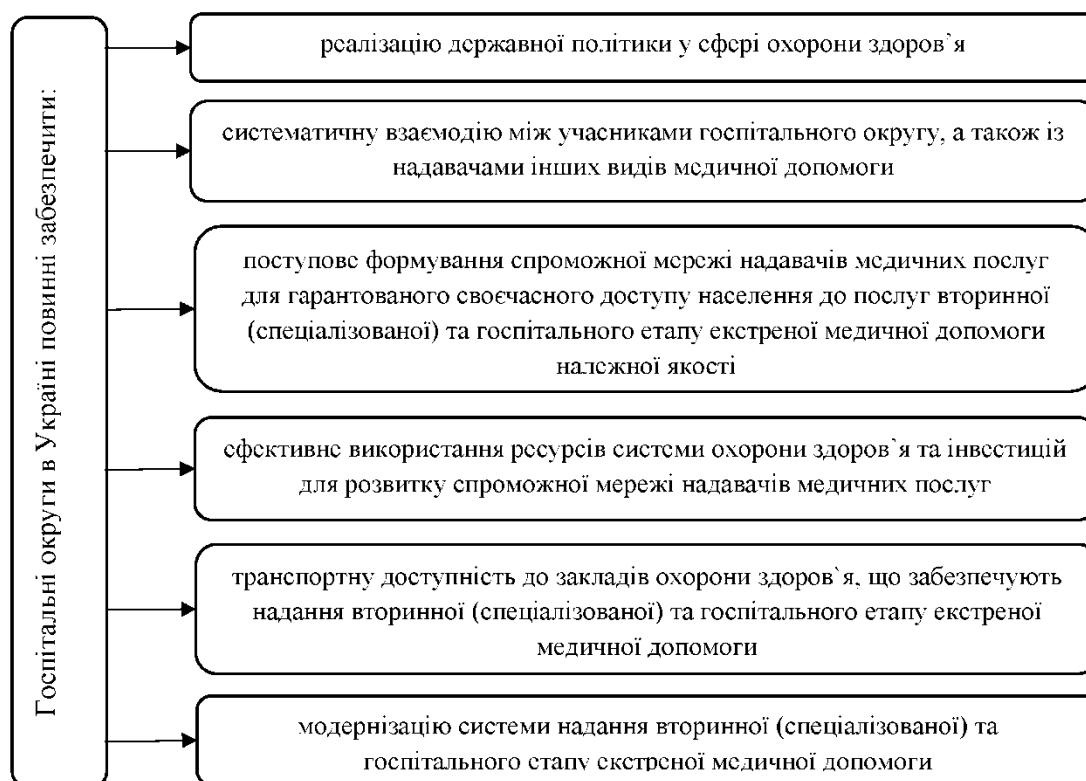 Госпітальні округи в Україні повинні забезпечити:
реалізацію державної політики у сфері охорони здоров`я
систематичну взаємодію між учасниками госпітального округу, а також із
надавачами інших видів медичної допомоги
поступове формування спроможної мережі надавачів медичних послуг
для гарантованого своєчасного доступу населення до послуг вторинної
(спеціалізованої) та госпітального етапу екстреної медичної допомоги
належної якості
ефективне використання ресурсів системи охорони здоров`я та інвестицій
для розвитку спроможної мережі надавачів медичних послуг
транспортну доступність до закладів охорони здоров`я, що забезпечують
надання вторинної (спеціалізованої) та госпітального етапу екстреної
медичної допомоги
модернізацію системи надання вторинної (спеціалізованої) та
госпітального етапу екстреної медичної допомоги